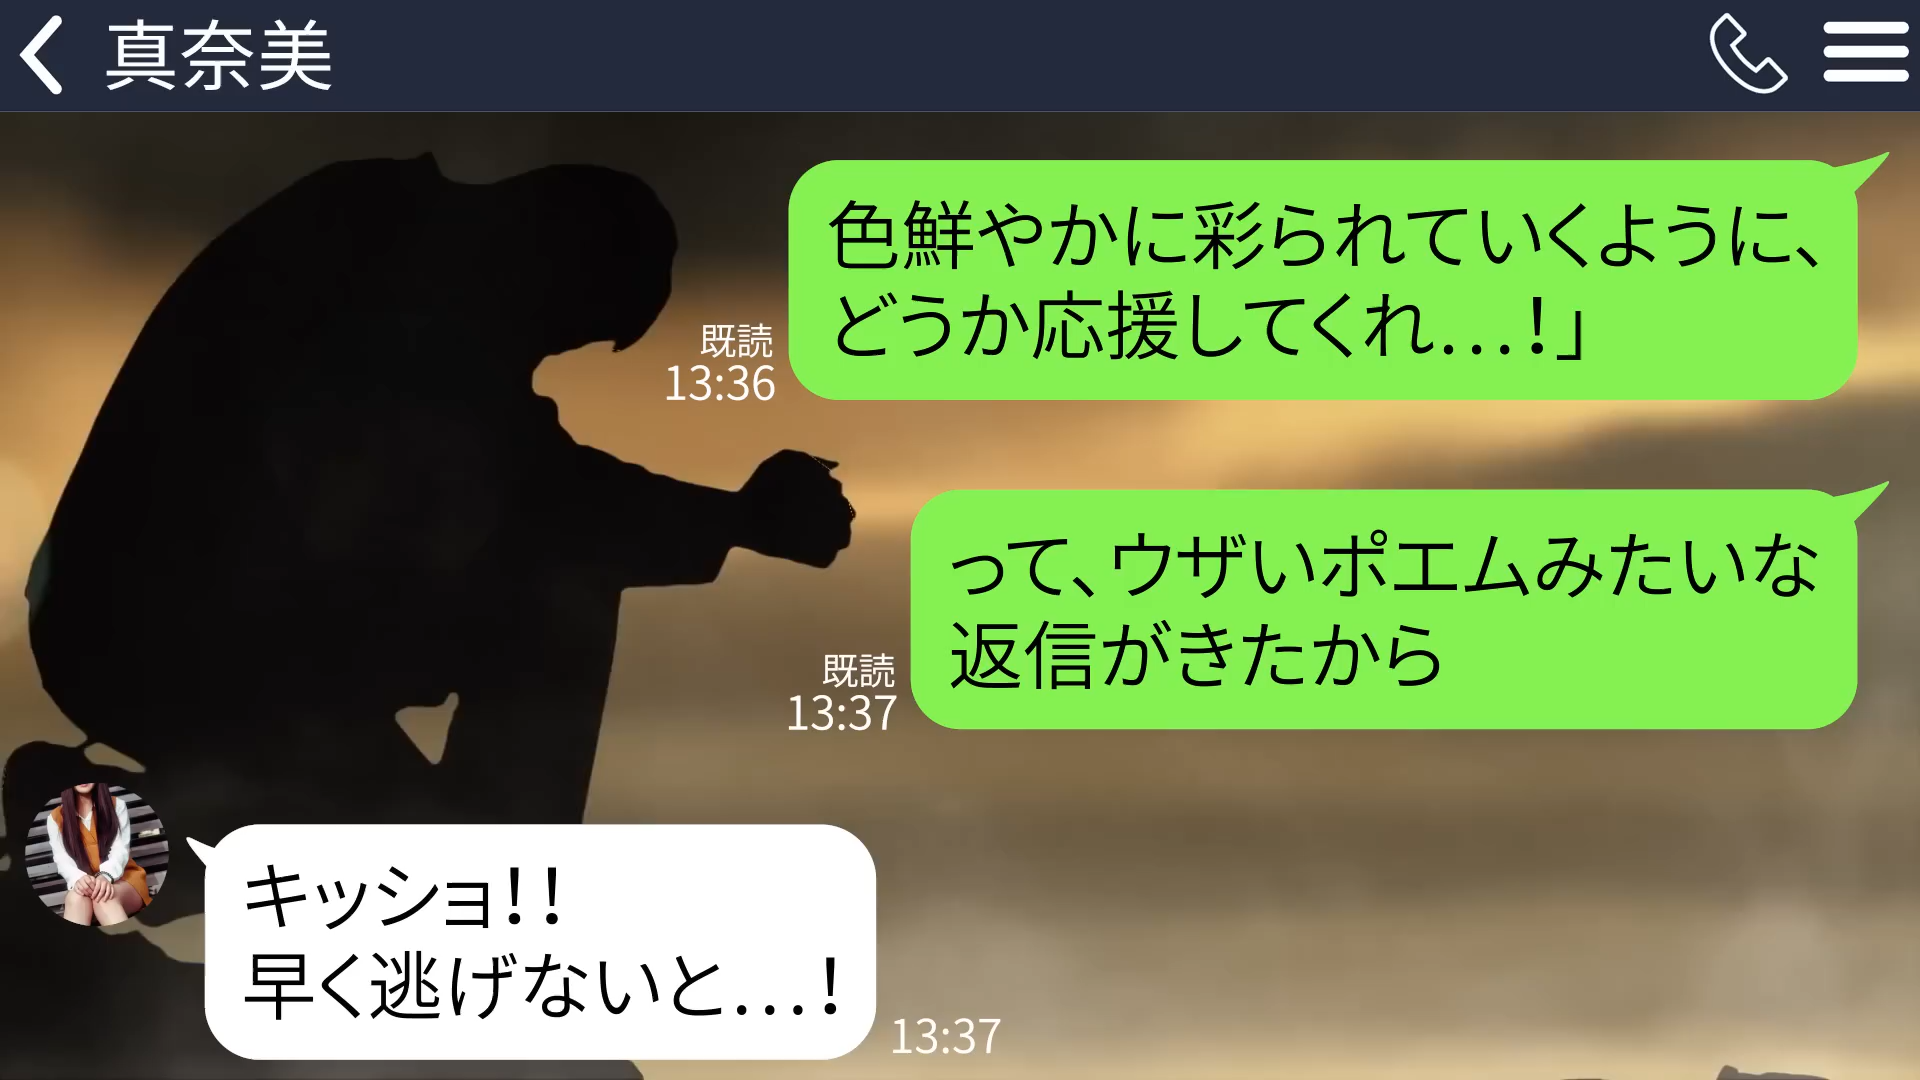 真奈美
色鮮やかに彩られていくように、
どうか応援してくれ…！」
既読
13:36
って、ウザいポエムみたいな
返信がきたから
既読
13:37
キッショ！！
早く逃げないと…！
13:37